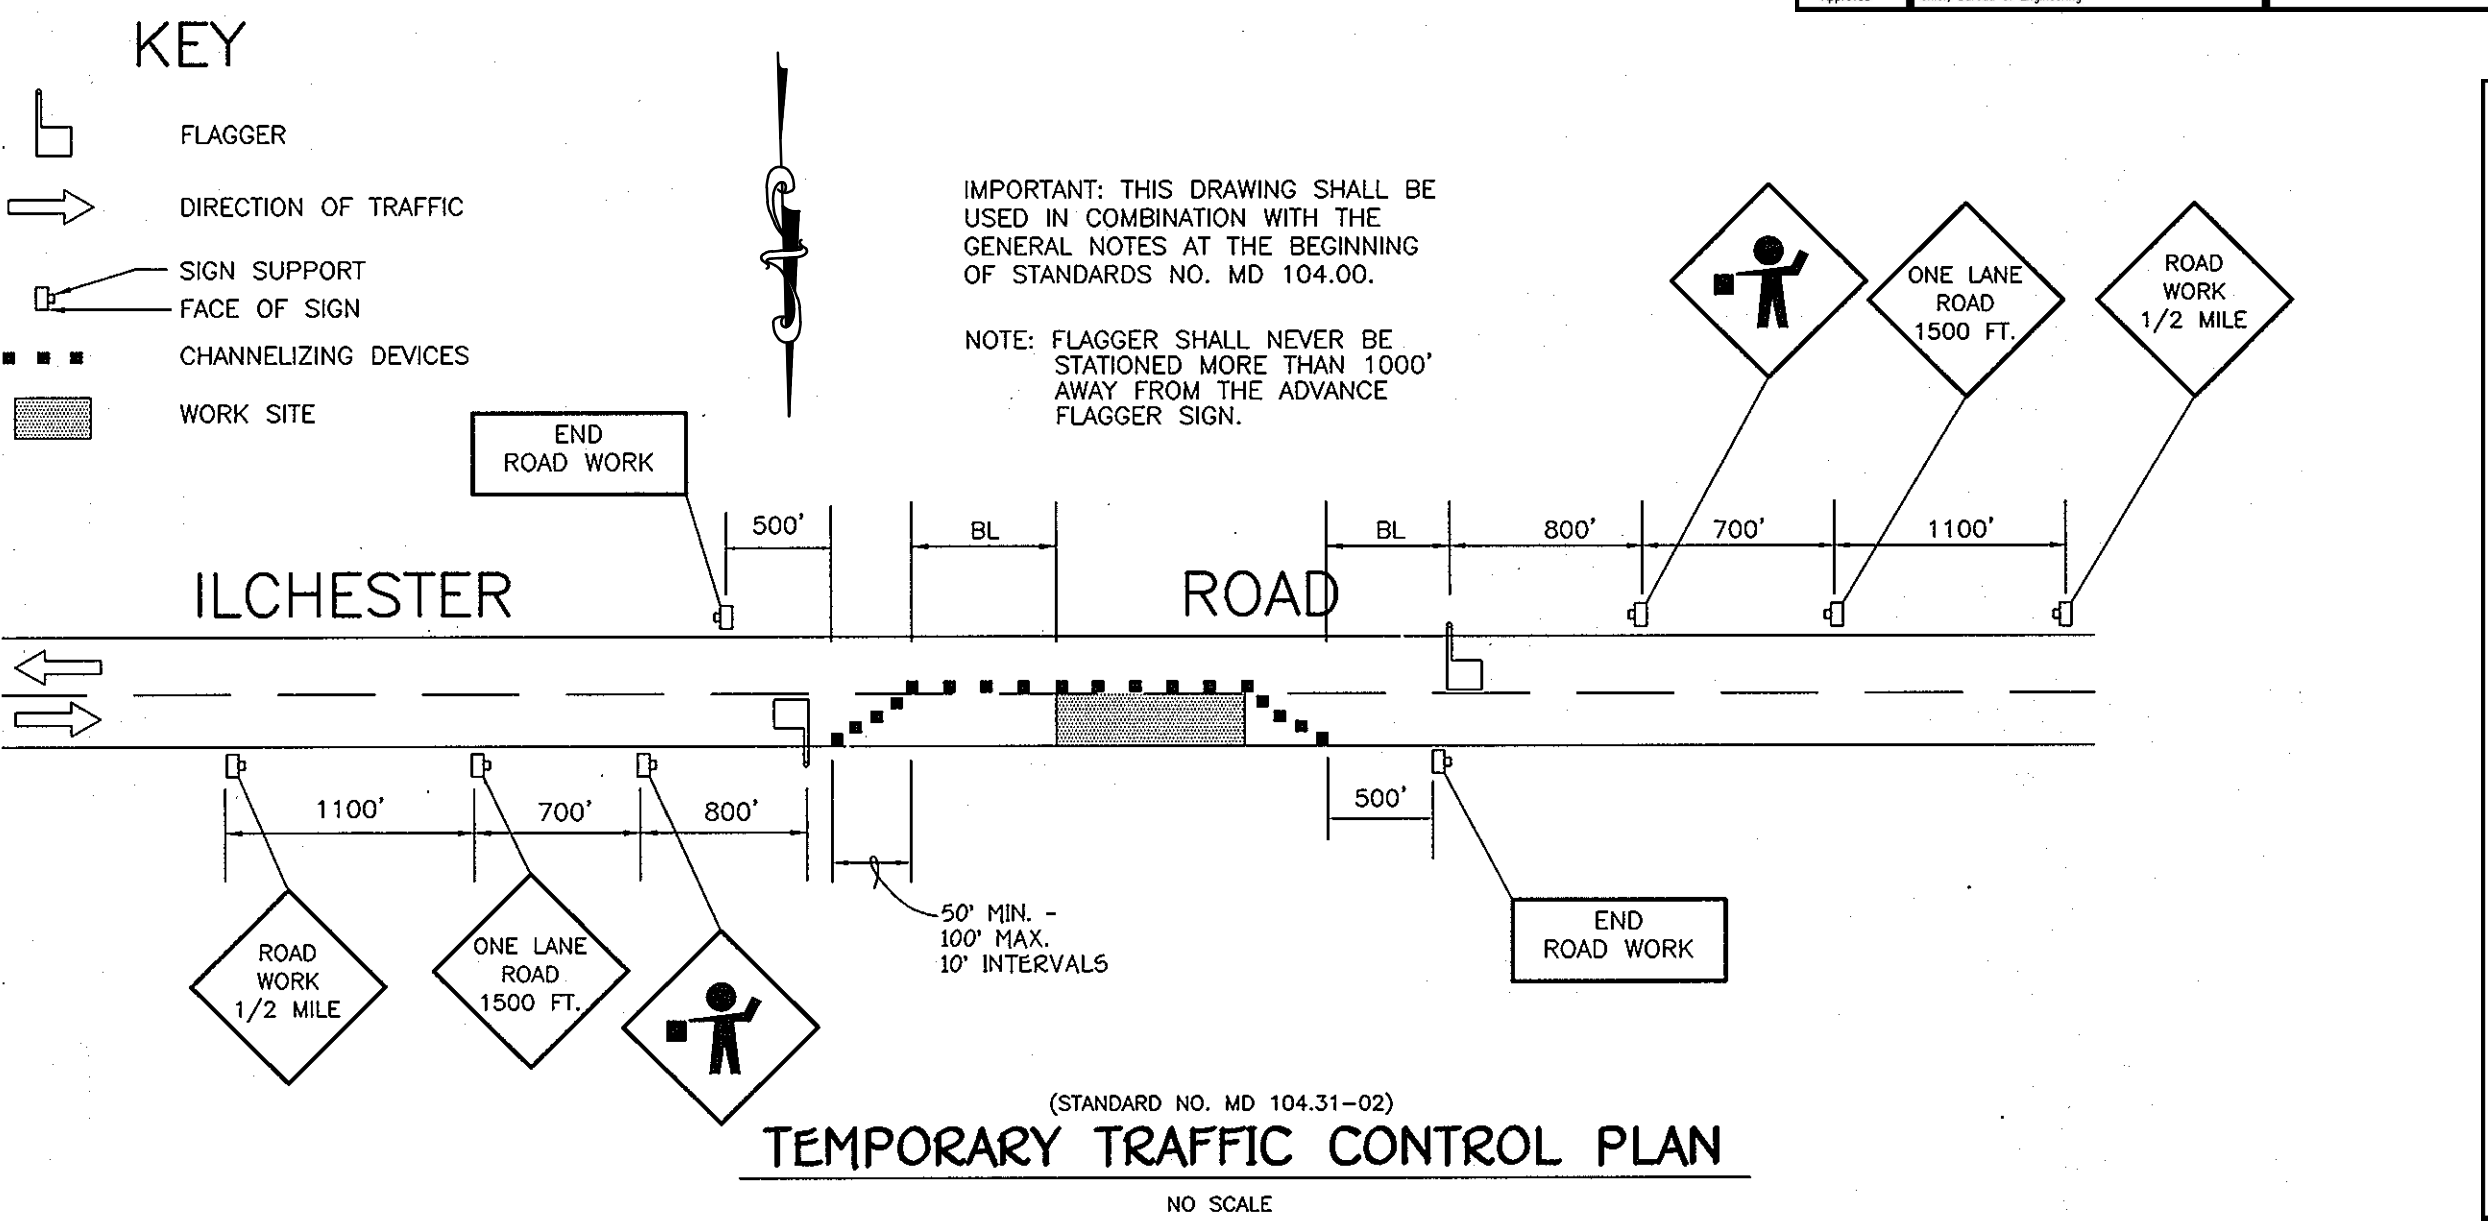 KEY
FLAGGER
DIRECTION OF TRAFFIC
SIGN SUPPORT
FACE OF SIGN
CHANNELIZING DEVICES
WORK SITE
IMPORTANT: THIS DRAWING SHALL BE
USED IN COMBINATION WITH THE
GENERAL NOTES AT THE BEGINNING
OF STANDARDS NO. MD 104.00.
NOTE: FLAGGER SHALL NEVER BE
STATIONED MORE THAN 1000'
AWAY FROM THE ADVANCE
FLAGGER SIGN.
ONE LANE
ROAD
1500 FT.
ROAD
WORK
1/2 MILE
END
ROAD WORK
500'
BL
BL
800'
700'
1100'
ILCHESTER ROAD
1100'
700'
800'
500'
50' MIN. -
100' MAX.
10' INTERVALS
ROAD
WORK
1/2 MILE
ONE LANE
ROAD
1500 FT.
END
ROAD WORK
(STANDARD NO. MD 104.31-02)
TEMPORARY TRAFFIC CONTROL PLAN
NO SCALE